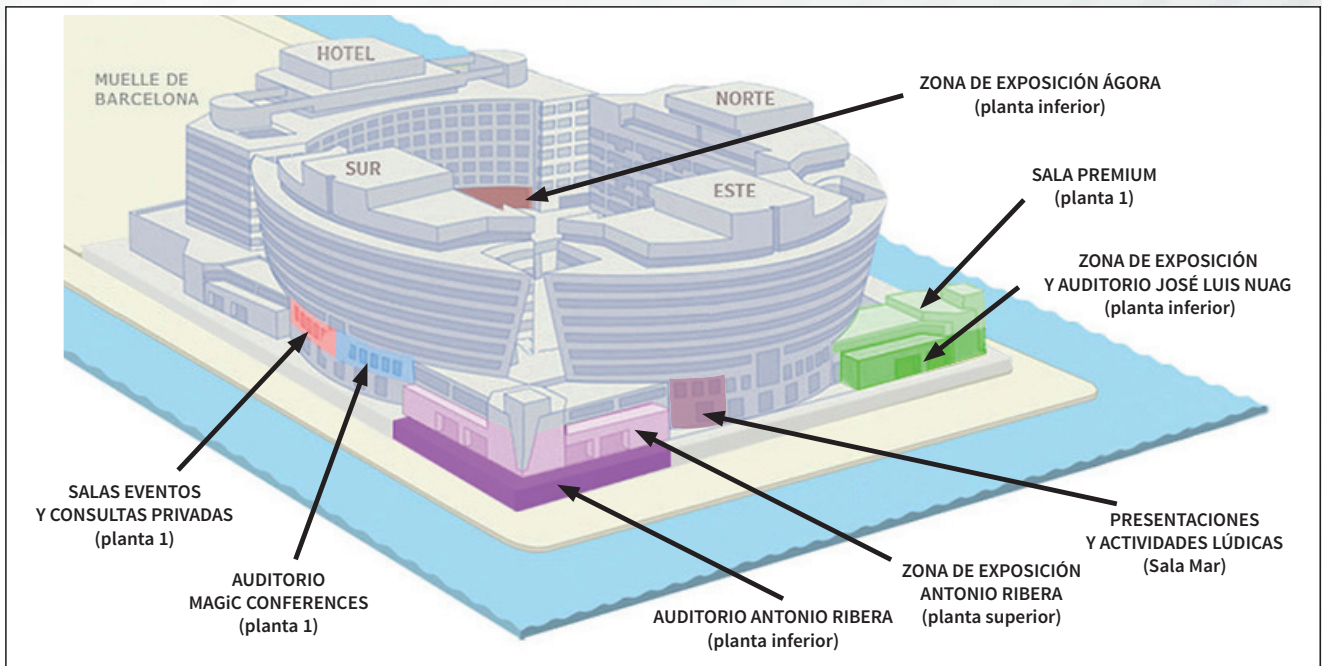 HOTEL
MUELLE DE
BARCELONA
NORTE
ZONA DE EXPOSICIÓN ÁGORA
(planta inferior)
SUR
ESTE
SALA PREMIUM
(planta 1)
ZONA DE EXPOSICIÓN
Y AUDITORIO JOSÉ LUIS NUAG
(planta inferior)
SALAS EVENTOS
Y CONSULTAS PRIVADAS
(planta 1)
AUDITORIO
MAGiC CONFERENCES
(planta 1)
AUDITORIO ANTONIO RIBERA
(planta inferior)
ZONA DE EXPOSICIÓN
ANTONIO RIBERA
(planta superior)
PRESENTACIONES
Y ACTIVIDADES LÚDICAS
(Sala Mar)